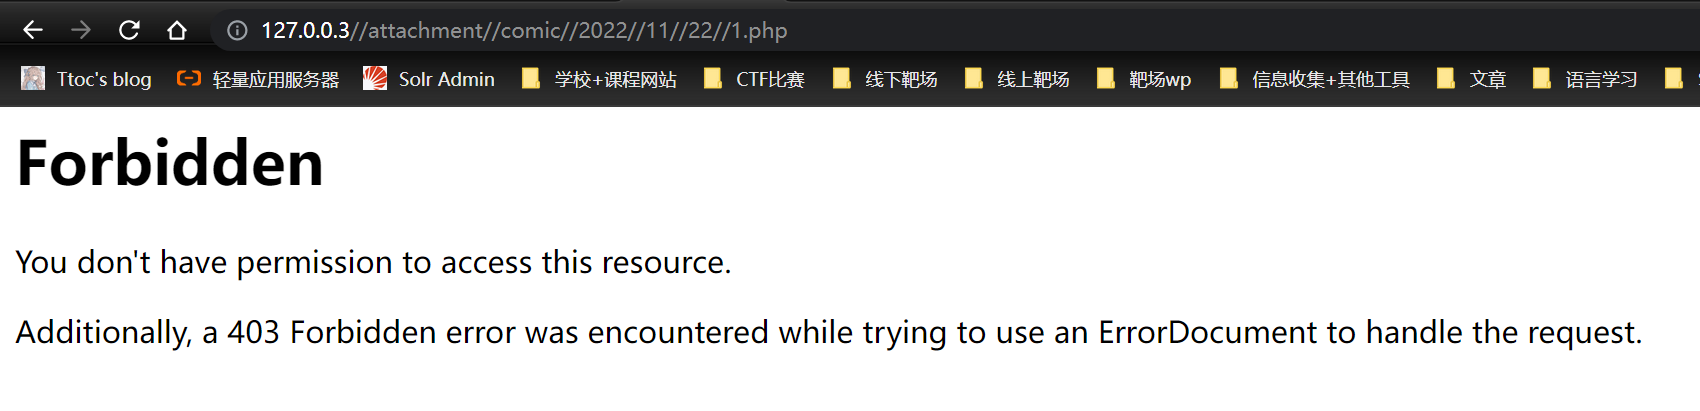 127.0.0.3//attachment//comic//2022//11//22//1.php
Ttoc's blog 轻量应用服务器 Solr Admin 学校+课程网站 CTF比赛 线下靶场 线上靶场 靶场wp 信息收集+其他工具 文章 语言学习
Forbidden
You don't have permission to access this resource.
Additionally, a 403 Forbidden error was encountered while trying to use an ErrorDocument to handle the request.